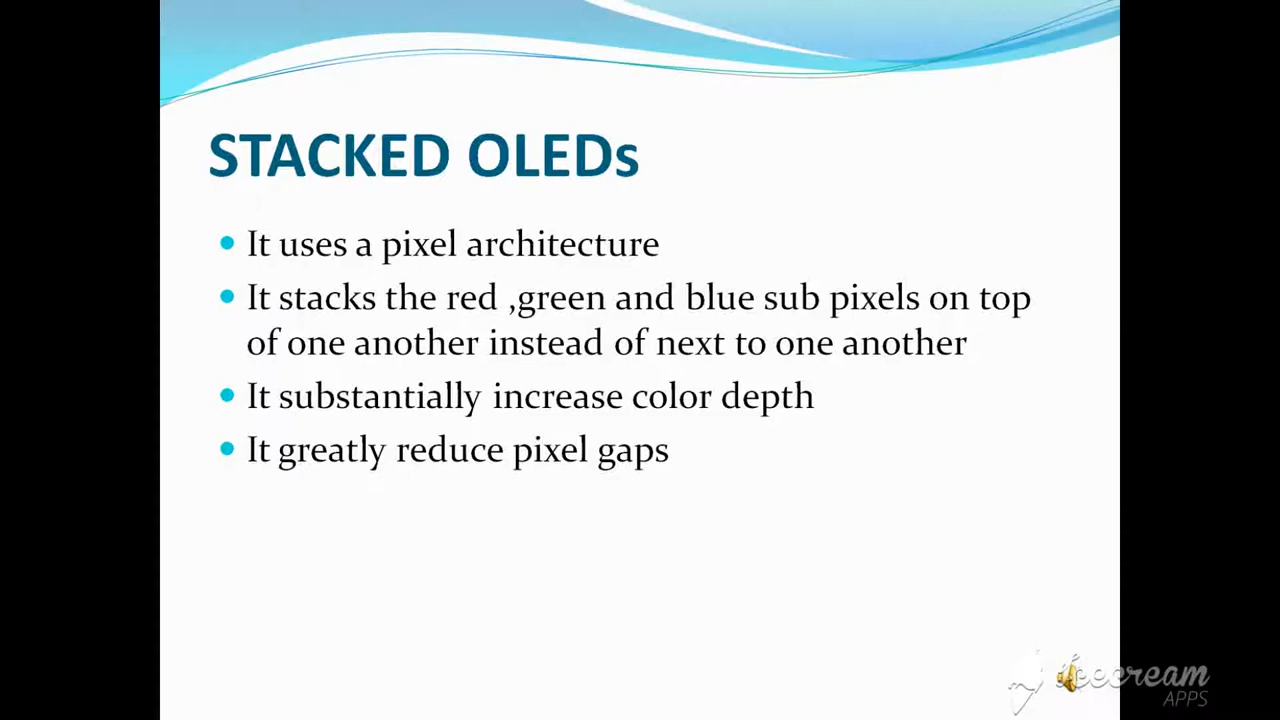 STACKED OLEDs
It uses a pixel architecture
It stacks the red ,green and blue sub pixels on top
of one another instead of next to one another
It substantially increase color depth
It greatly reduce pixel gaps
Icecream
APPS